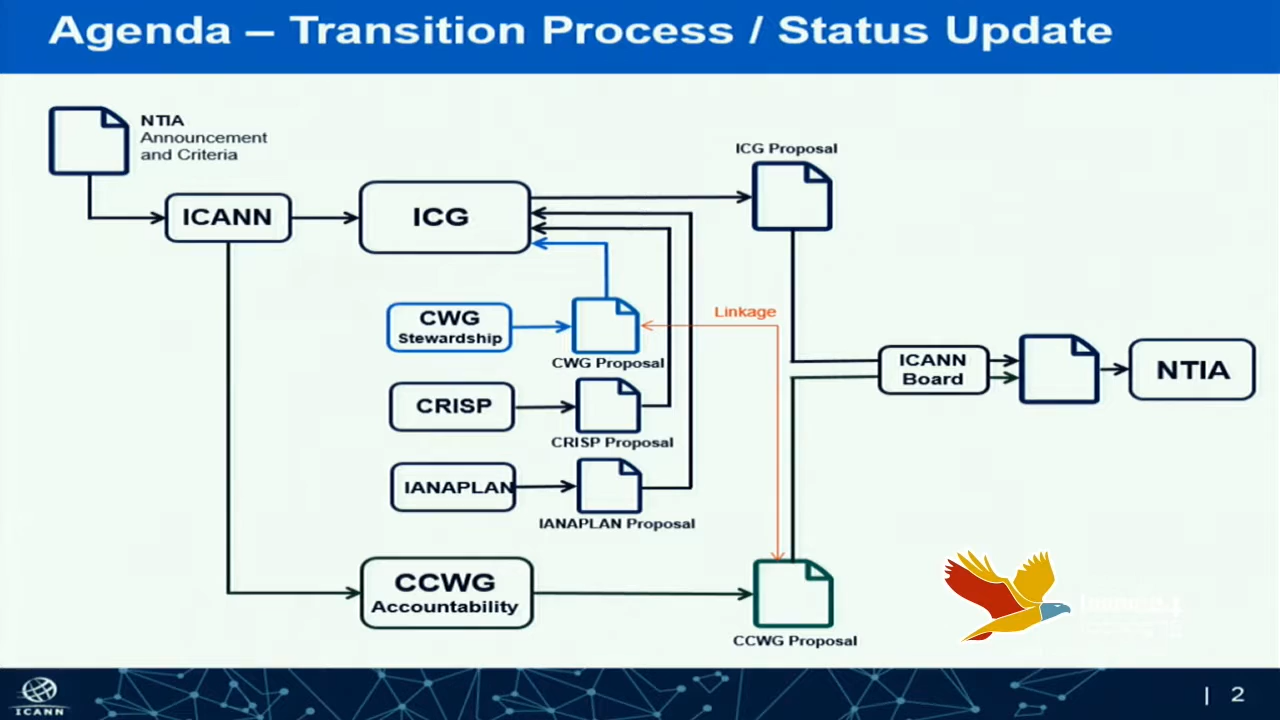 Agenda – Transition Process / Status Update
NTIA
Announcement
and Criteria
ICANN
ICG
ICG Proposal
CWG
Stewardship
CWG Proposal
Linkage
CRISP
CRISP Proposal
IANAPLAN
IANAPLAN Proposal
ICANN
Board
NTIA
CCWG
Accountability
CCWG Proposal
ICANN
| 2